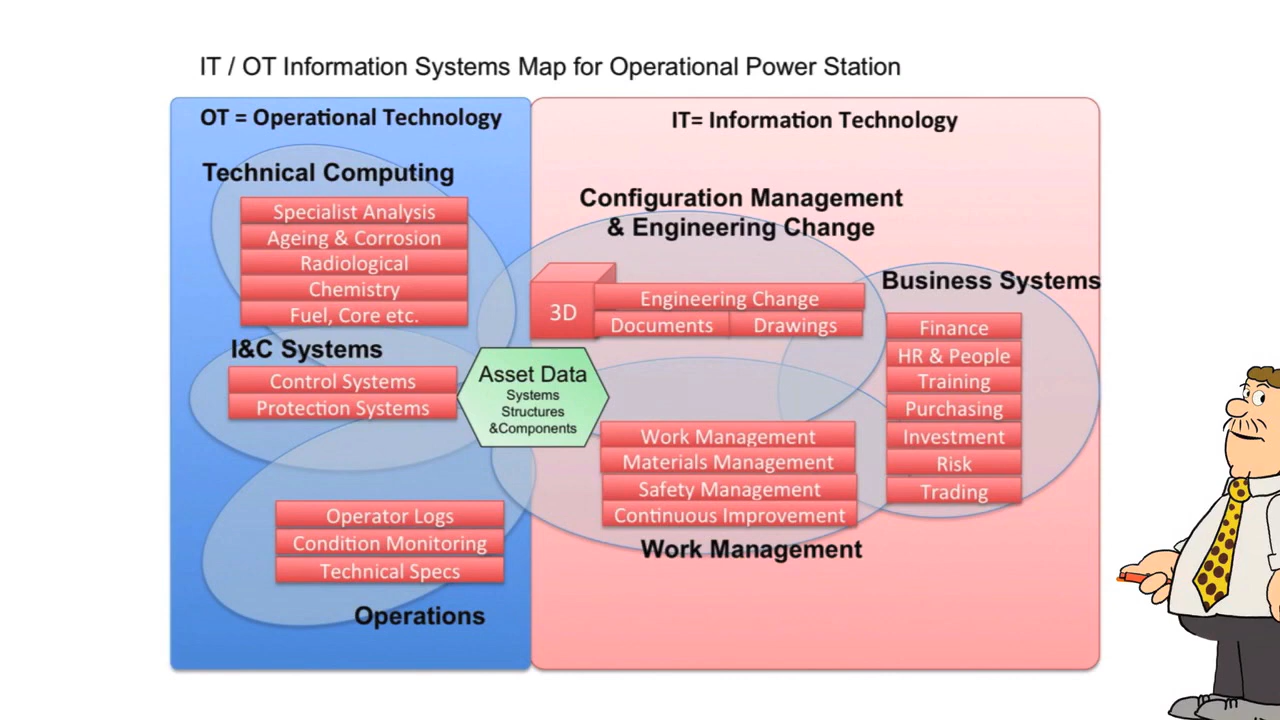 IT / OT Information Systems Map for Operational Power Station
OT = Operational Technology
IT= Information Technology
Technical Computing
Specialist Analysis
Ageing & Corrosion
Radiological
Chemistry
Fuel, Core etc.
I&C Systems
Control Systems
Protection Systems
Asset Data
Systems
Structures
&Components
Operator Logs
Condition Monitoring
Technical Specs
Operations
Configuration Management
& Engineering Change
3D
Engineering Change
Documents
Drawings
Work Management
Materials Management
Safety Management
Continuous Improvement
Work Management
Business Systems
Finance
HR & People
Training
Purchasing
Investment
Risk
Trading